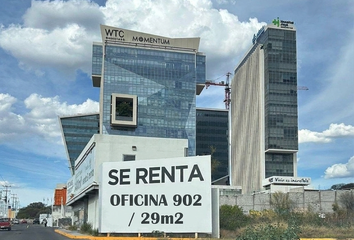 WTC
MOMENTUM
SE RENTA
OFICINA 902
/ 29m2